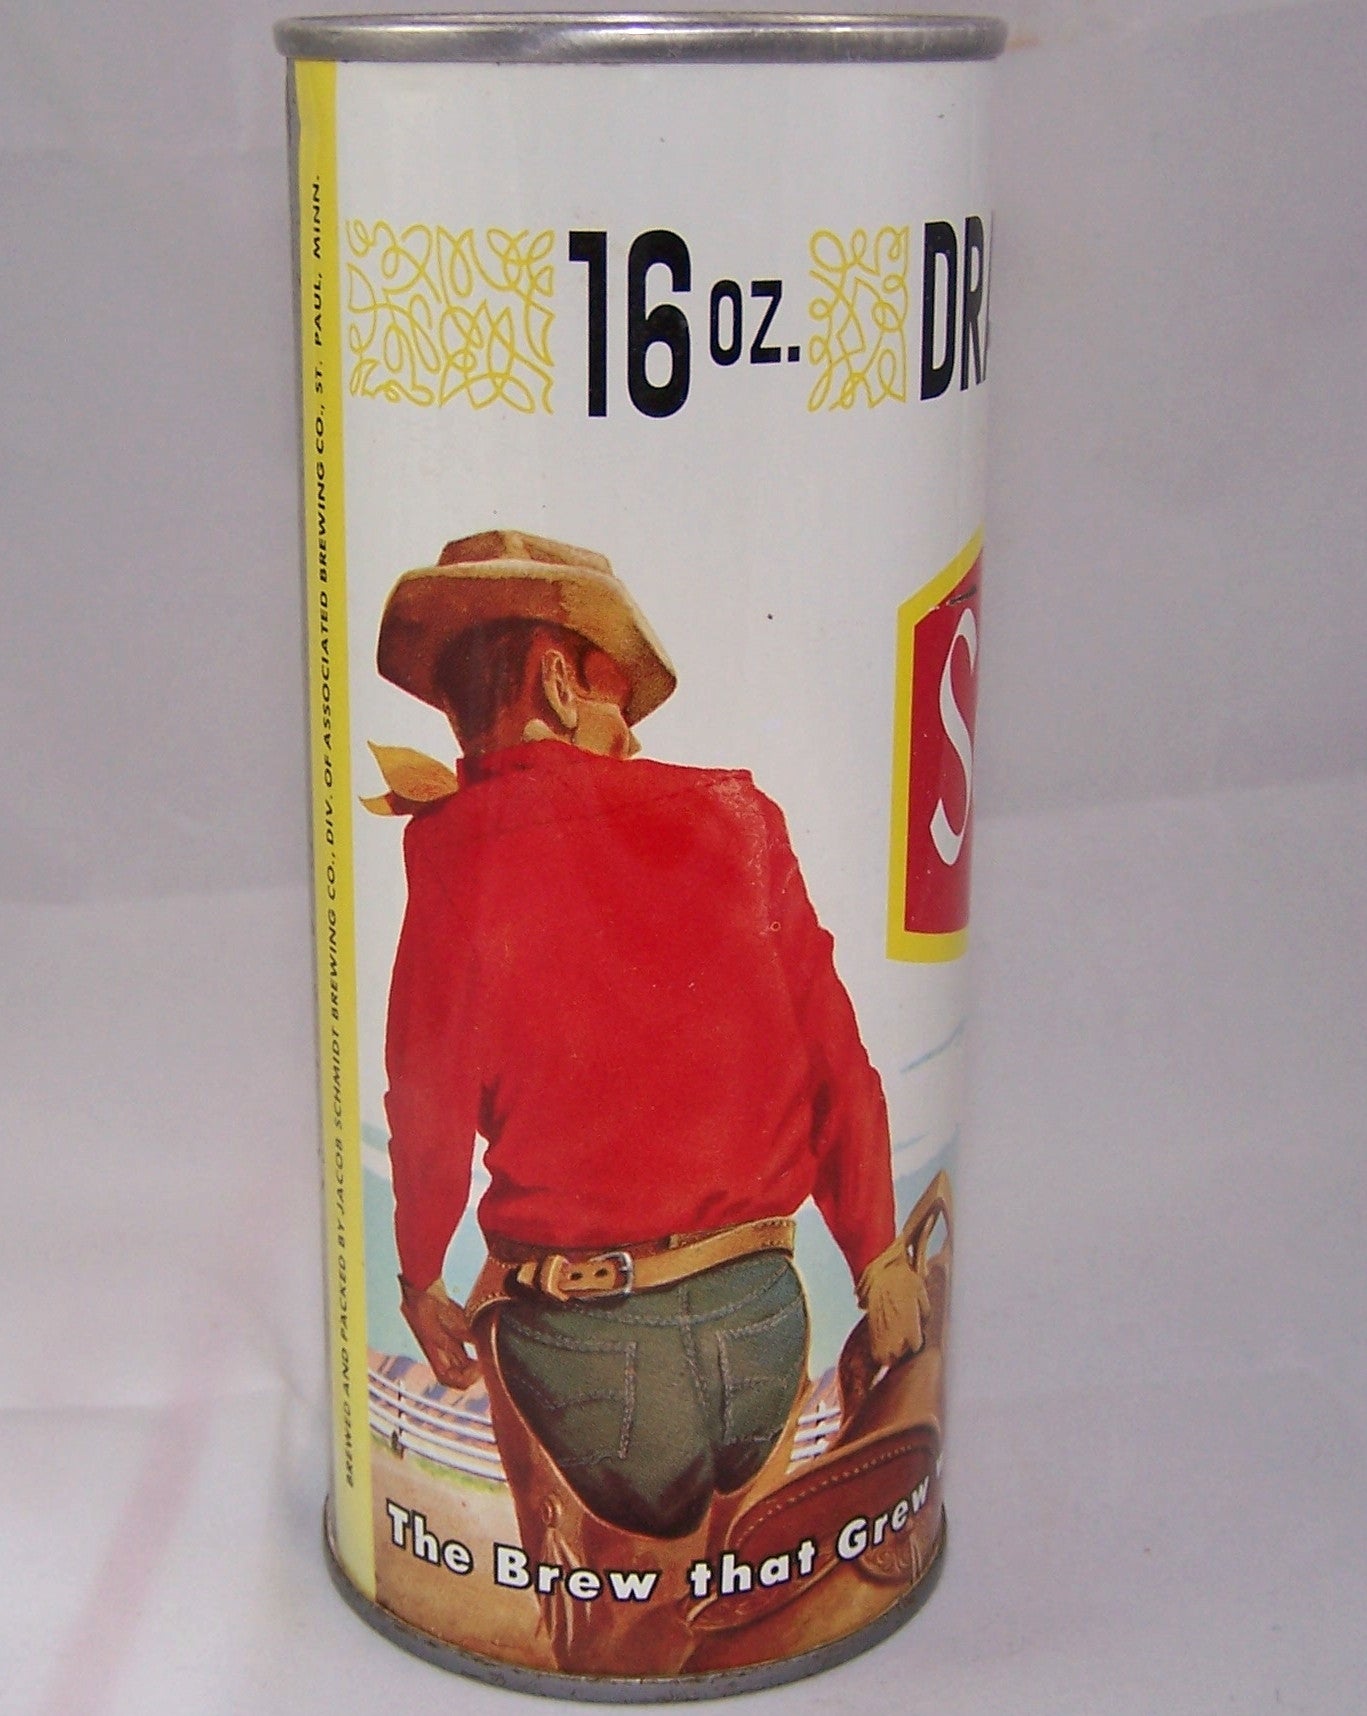 16 oz. DRA
S
The Brew that Grew
BREWED AND PACKED BY JACOB SCHMIDT BREWING CO., DIV. OF ASSOCIATED BREWING CO., ST. PAUL, MINN.